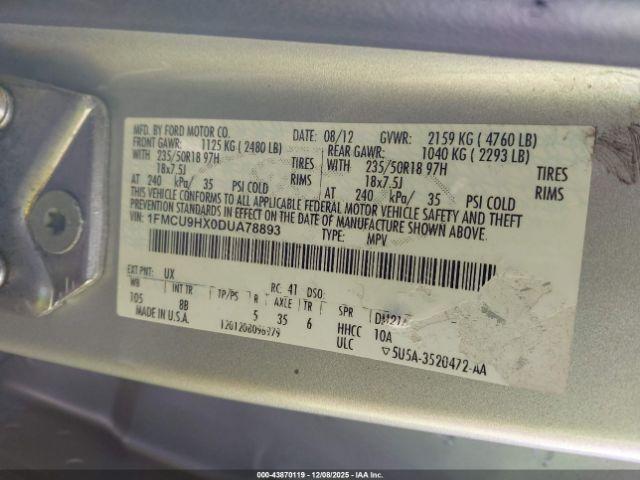 MFD. BY FORD MOTOR CO.
DATE: 08/12 GVWR: 2159 KG ( 4760 LB)
FRONT GAWR: 1125 KG ( 2480 LB)
REAR GAWR: 1040 KG ( 2293 LB)
WITH 235/50R18 97H TIRES
WITH 235/50R18 97H TIRES
18x7.5J RIMS
18x7.5J RIMS
AT 240 kPa/ 35 PSI COLD
AT 240 kPa/ 35 PSI COLD
THIS VEHICLE CONFORMS TO ALL APPLICABLE FEDERAL MOTOR VEHICLE SAFETY AND THEFT
PREVENTION STANDARDS IN EFFECT ON THE DATE OF MANUFACTURE SHOWN ABOVE.
VIN: 1FMCU9HX0DUA78893
TYPE: MPV
EXT PNT: UX RC: 41 DSO:
WB INT TR TP/PS R AXLE TR SPR
105 8B 5 35 6 HHCC 10A
MADE IN U.S.A. ULC
▽5U5A-3520472-AA
00-43870119 - 12/08/2025 - IAAI.CA